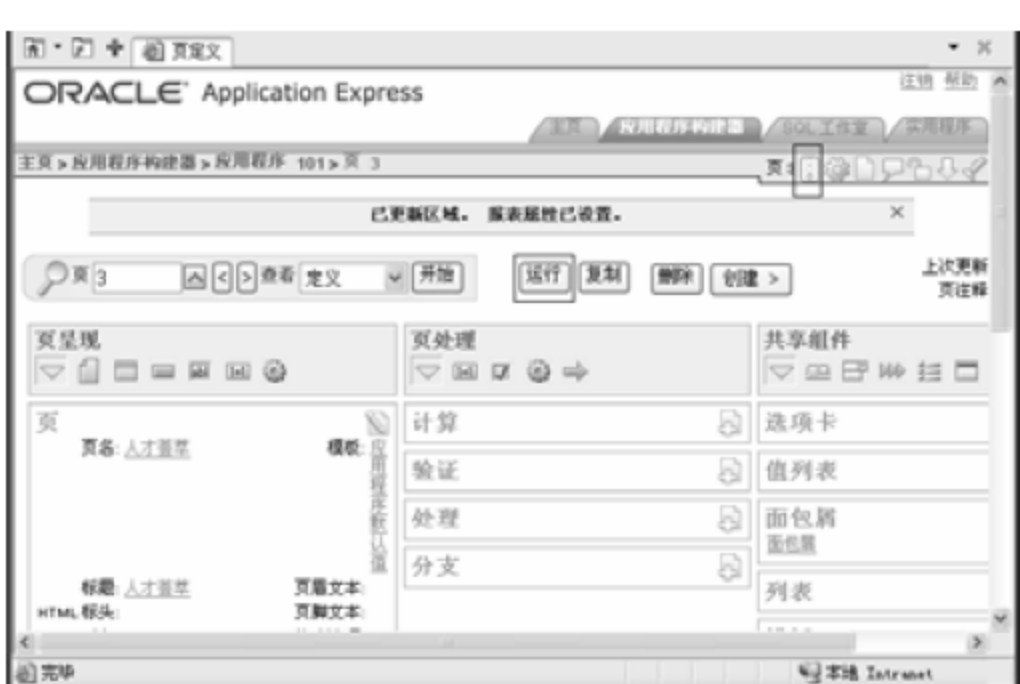 页定义
ORACLE Application Express
注销 帮助
主页 应用程序构建器 SQL 工作室 实用程序
主页 > 应用程序构建器 > 应用程序 101 > 页 3
页:
已更新区域。 报表属性已设置。 ×
页 3 查看 定义 开始 运行 复制 删除 创建 >
上次更新
页注释
页呈现 页处理 共享组件
页
页名: 人才荟萃
模板: 应用程序默认值
标题: 人才荟萃
页眉文本:
HTML 标头:
页脚文本:
计算
验证
处理
分支
选项卡
值列表
面包屑
面包屑
列表
完毕
本地 Intranet